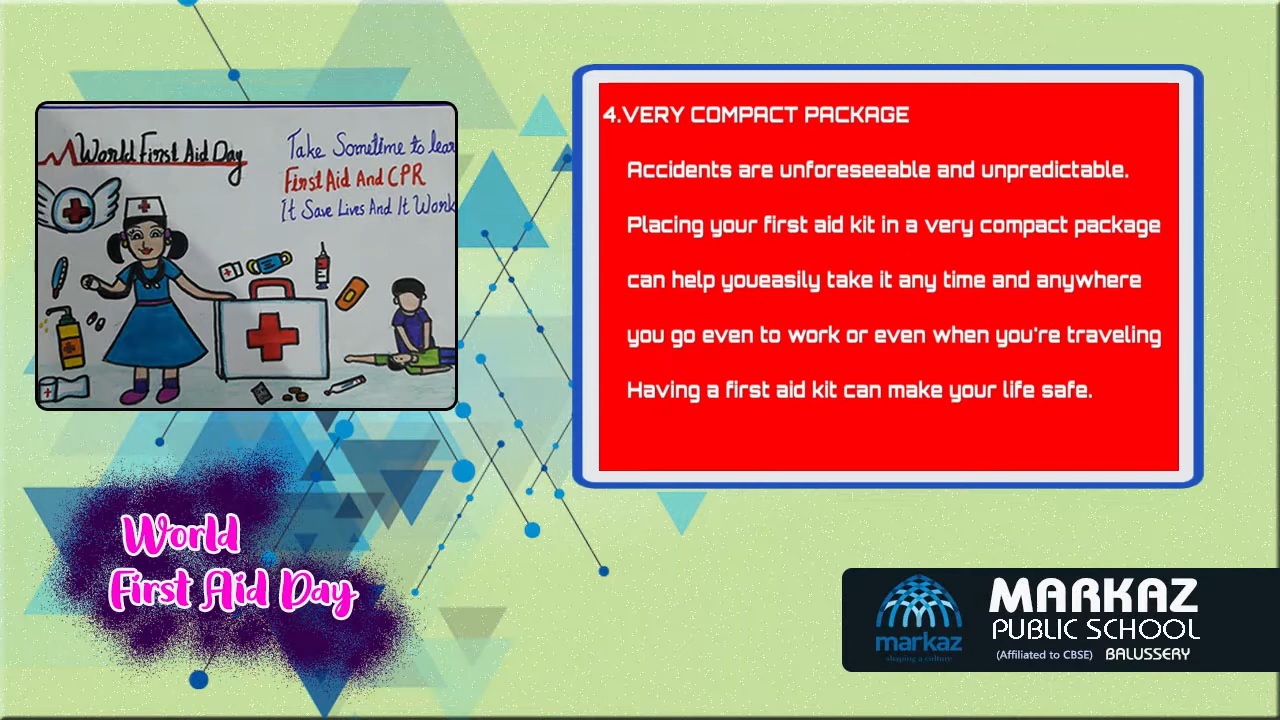 World First Aid Day
Take Sometime to lear
First Aid And CPR
It Save Lives And It Work
4.VERY COMPACT PACKAGE
Accidents are unforeseeable and unpredictable.
Placing your first aid kit in a very compact package
can help youeasily take it any time and anywhere
you go even to work or even when you're traveling
Having a first aid kit can make your life safe.
World
First Aid Day
markaz
shaping a culture
MARKAZ
PUBLIC SCHOOL
(Affiliated to CBSE) BALUSSERY